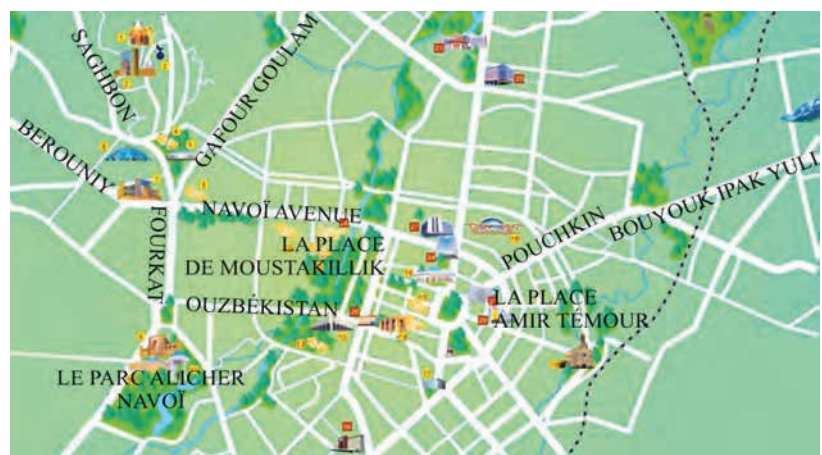 SAGHBON
GAFOUR GOULAM
BEROUNIY
FOURKAT
NAVOÏ AVENUE
LA PLACE
DE MOUSTAKILLIK
POUCHKIN
BOUYOUK IPAK YULI
OUZBÉKISTAN
LA PLACE
AMIR TÉMOUR
LE PARC ALICHER
NAVOÏ